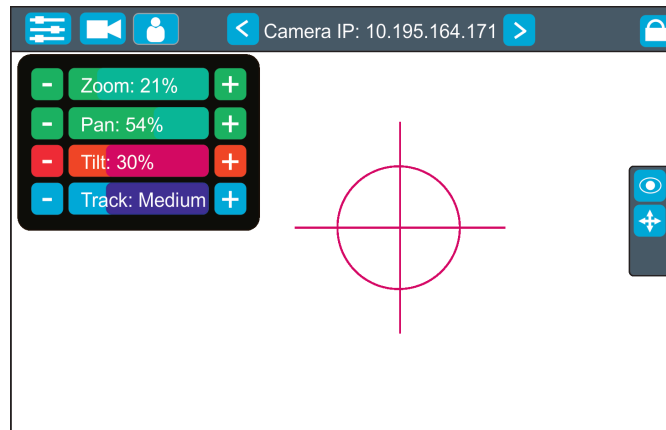 < Camera IP: 10.195.164.171 >
- Zoom: 21% +
- Pan: 54% +
- Tilt: 30% +
- Track: Medium +